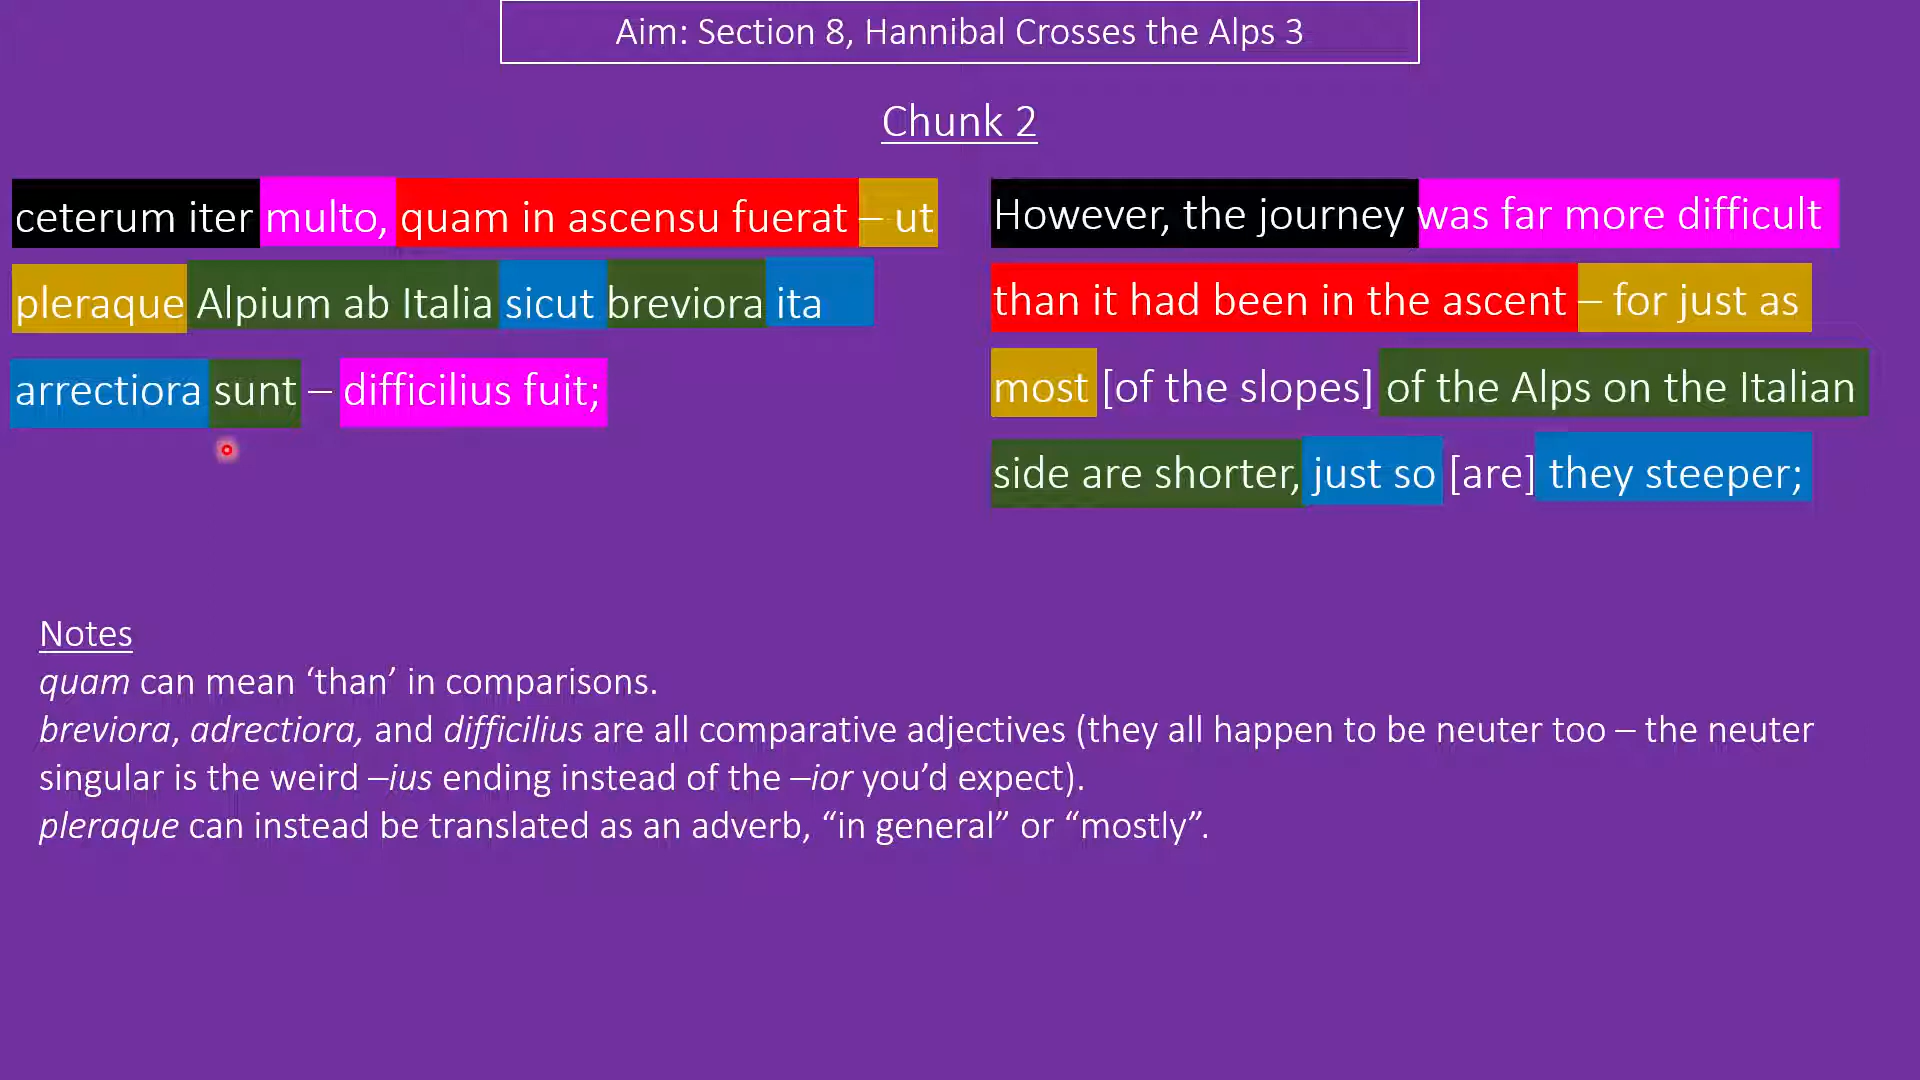 Aim: Section 8, Hannibal Crosses the Alps 3
Chunk 2
ceterum iter multo, quam in ascensu fuerat – ut
pleraque Alpium ab Italia sicut breviora ita
arrectiora sunt – difficilius fuit;
However, the journey was far more difficult
than it had been in the ascent – for just as
most [of the slopes] of the Alps on the Italian
side are shorter, just so [are] they steeper;
Notes
quam can mean ‘than’ in comparisons.
breviora, adrectiora, and difficilius are all comparative adjectives (they all happen to be neuter too – the neuter
singular is the weird –ius ending instead of the –ior you’d expect).
pleraque can instead be translated as an adverb, “in general” or “mostly”.